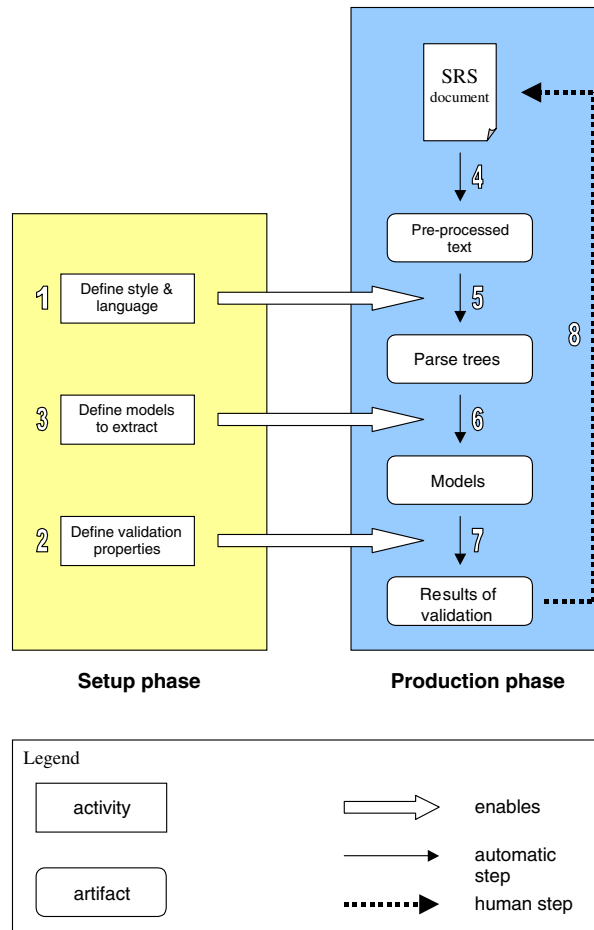 SRS
document
4
Pre-processed
text
1
Define style &
language
5
8
Parse trees
3
Define models
to extract
6
Models
2
Define validation
properties
7
Results of
validation
Setup phase
Production phase
Legend
activity
enables
automatic
step
artifact
human step